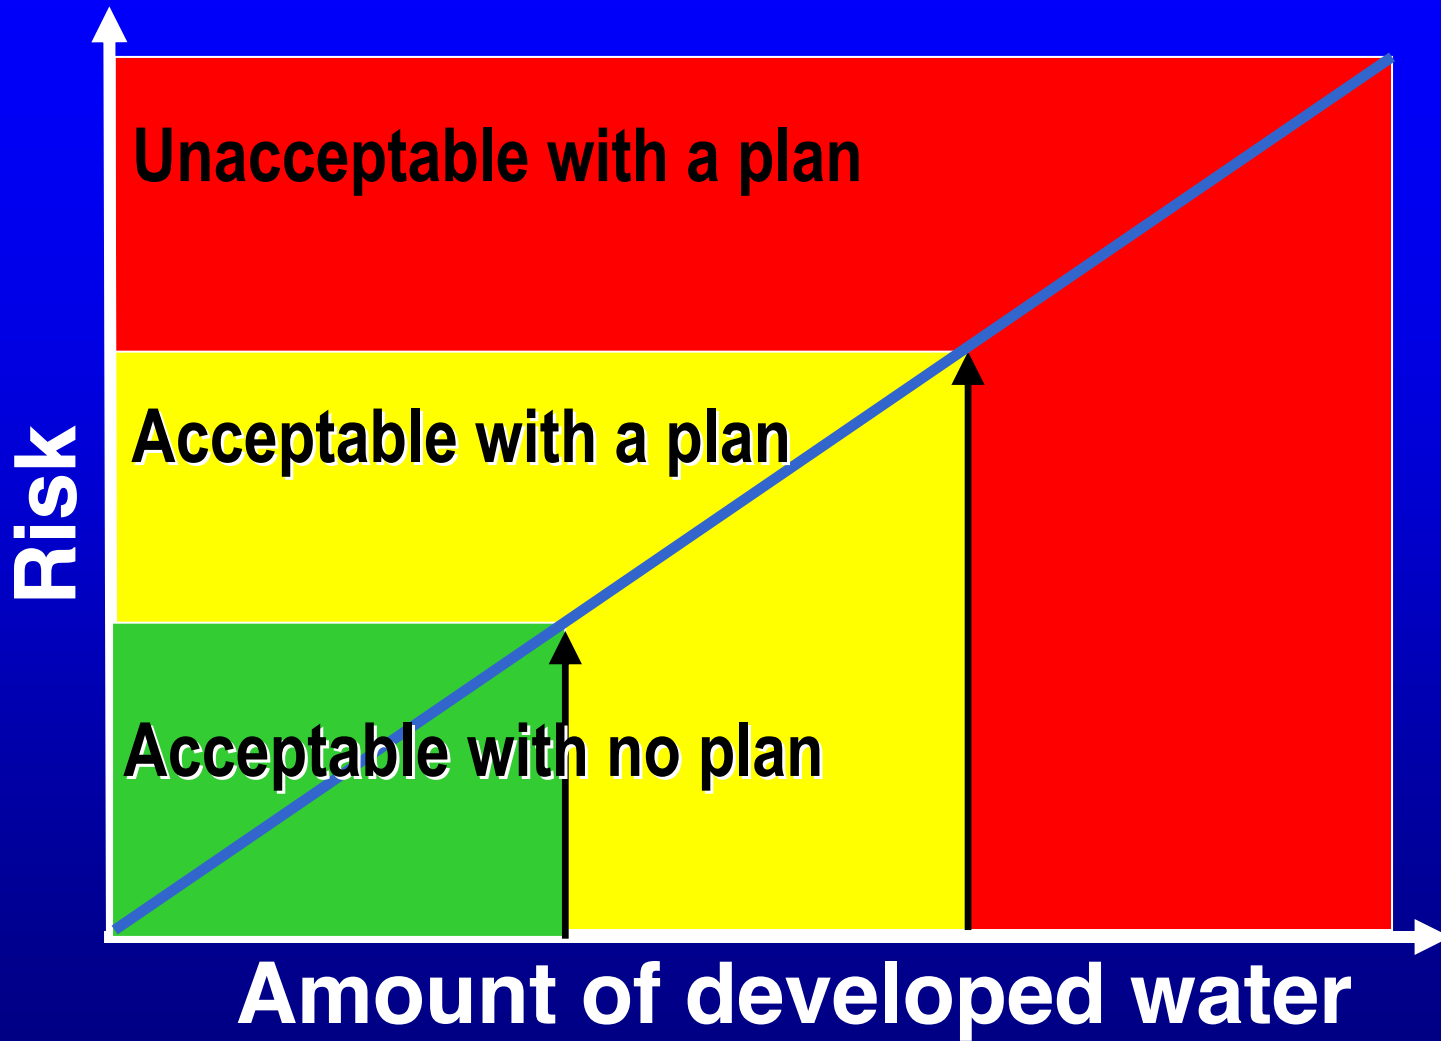 Unacceptable with a plan
Acceptable with a plan
Risk
Acceptable with no plan
Amount of developed water